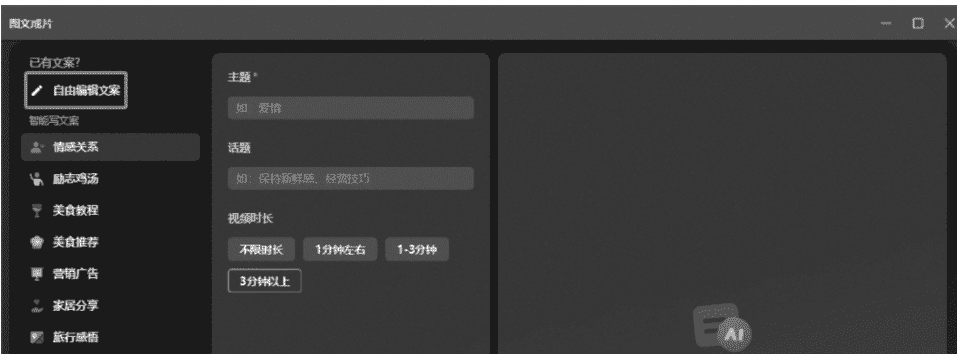 图文成片
已有文案?
自由编辑文案
智能写文案
情感关系
励志鸡汤
美食教程
美食推荐
营销广告
家居分享
旅行感悟
主题*
如：爱情
话题
如：保持新鲜感、经营技巧
视频时长
不限时长 1分钟左右 1-3分钟
3分钟以上
AI